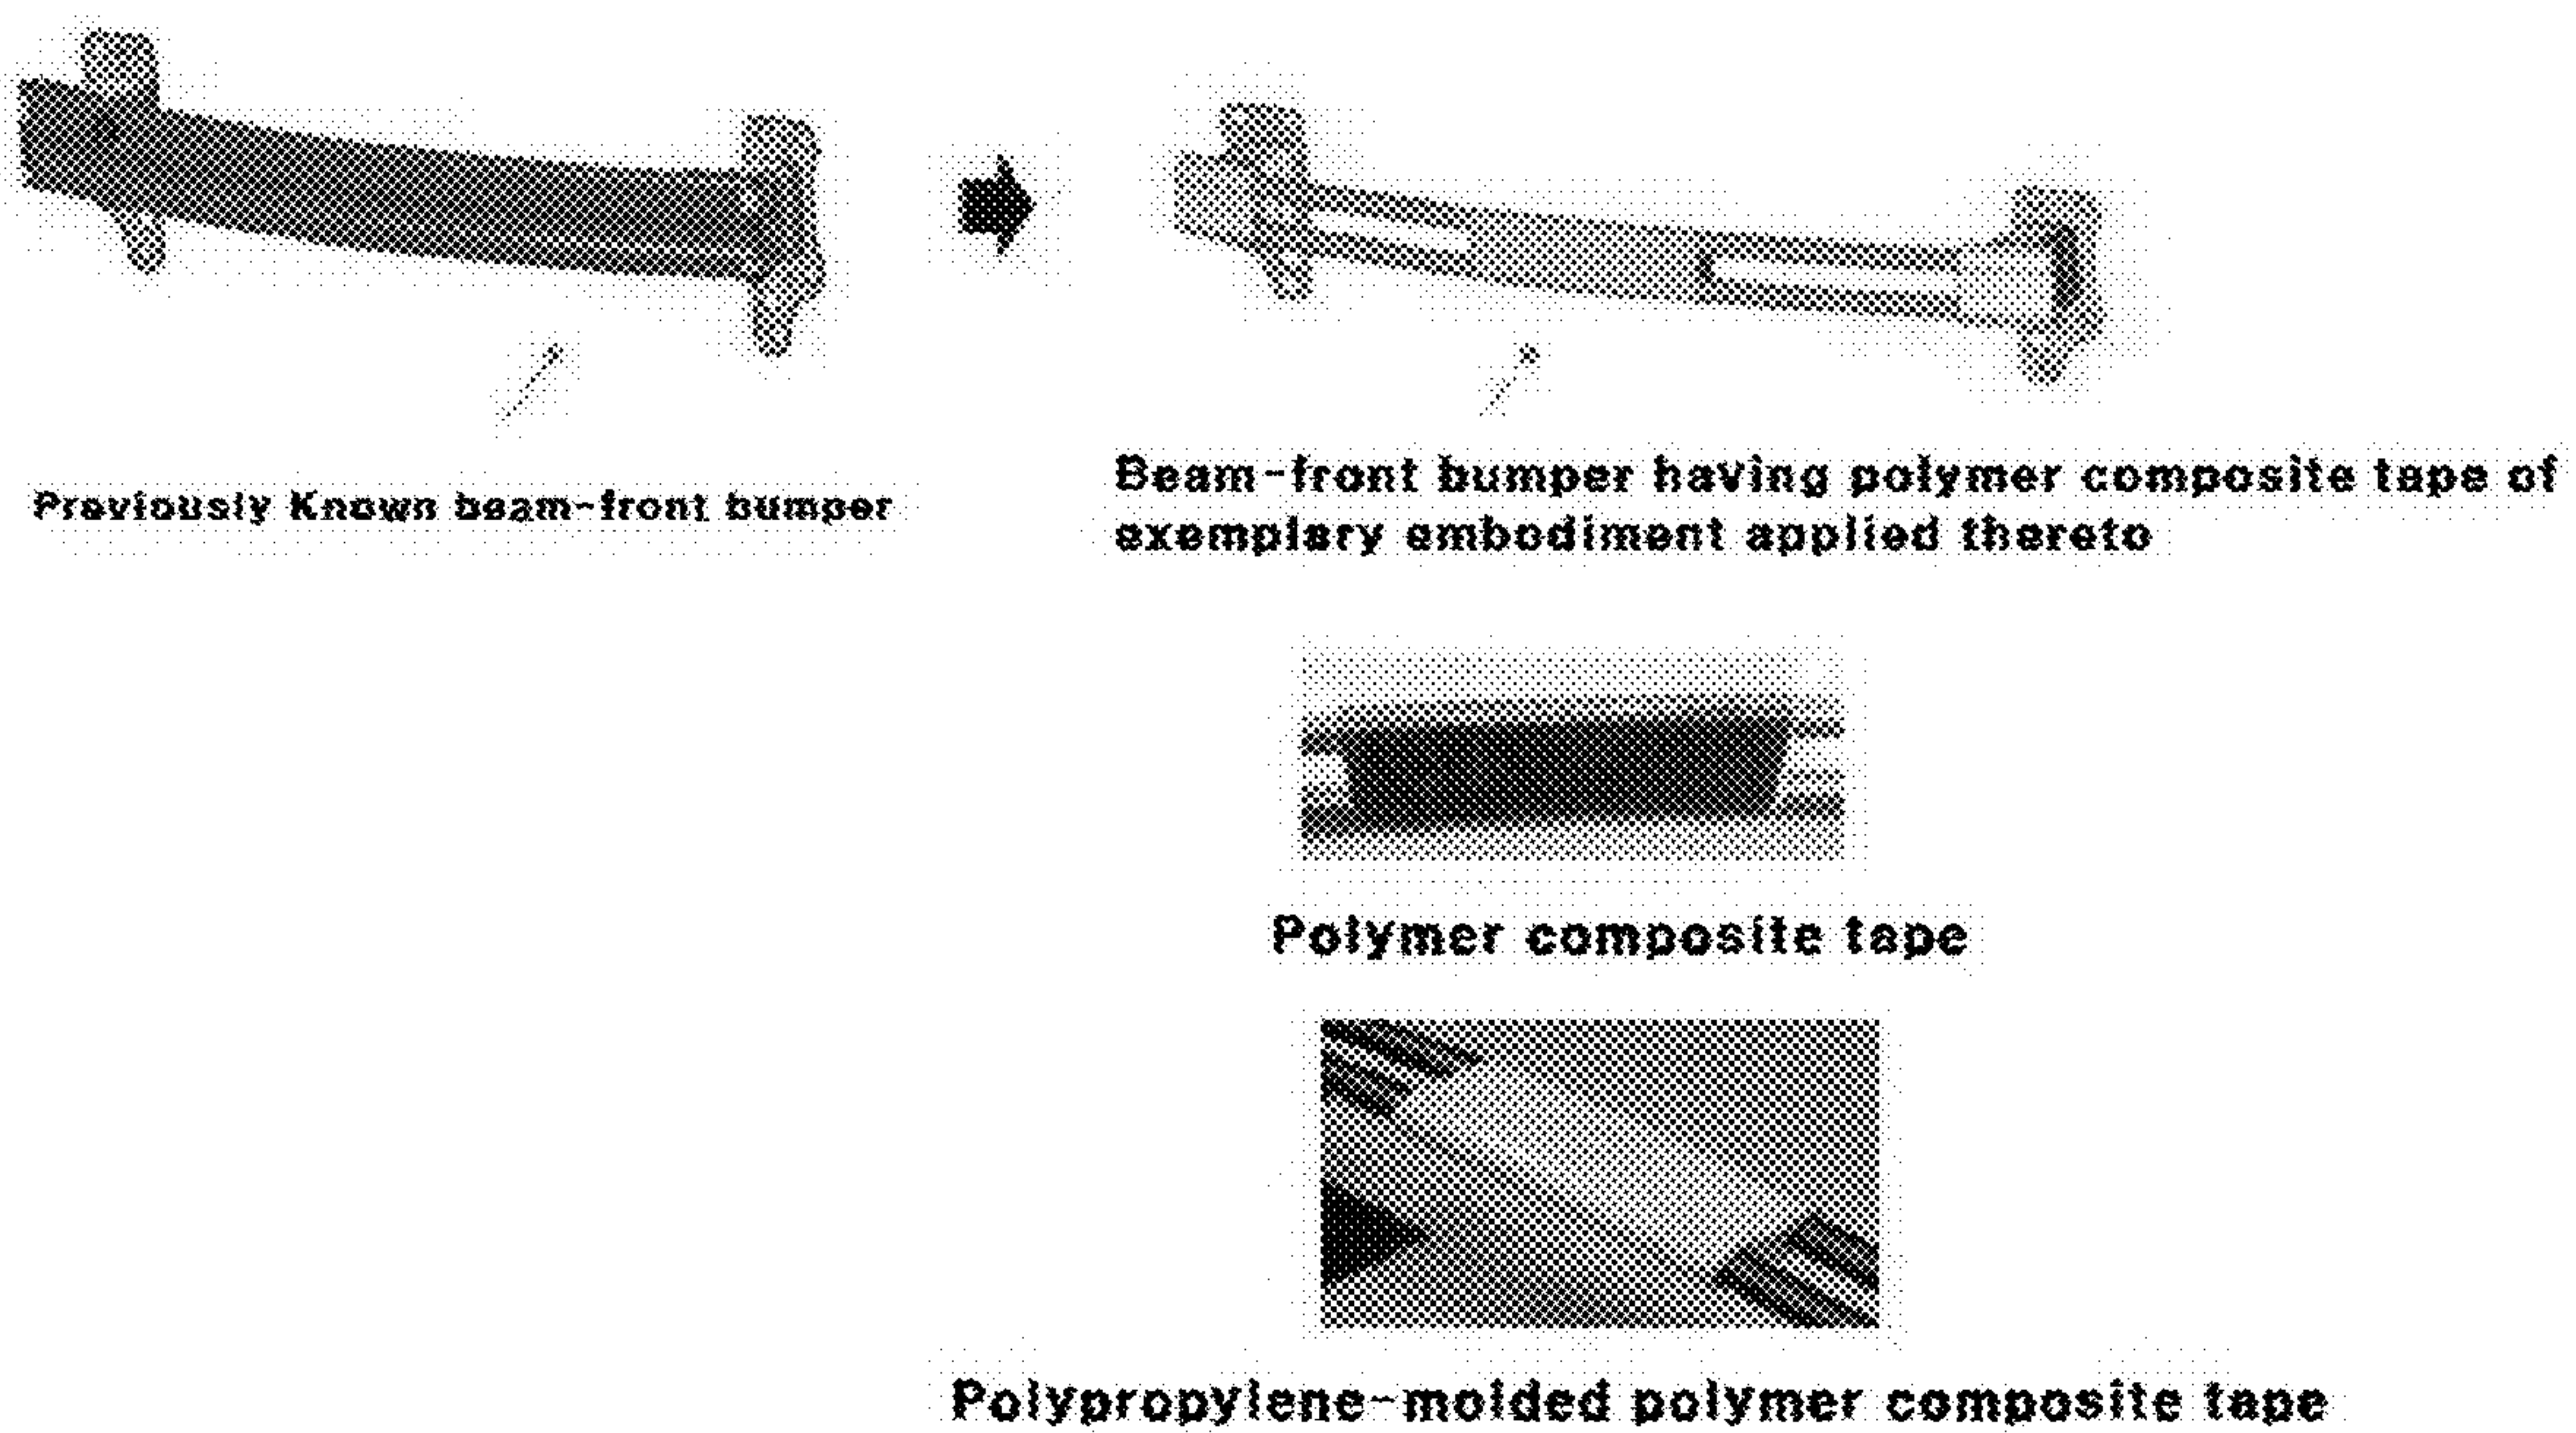 Previously Known beam-front bumper
Beam-front bumper having polymer composite tape of
exemplary embodiment applied thereto
Polymer composite tape
Polypropylene-molded polymer composite tape